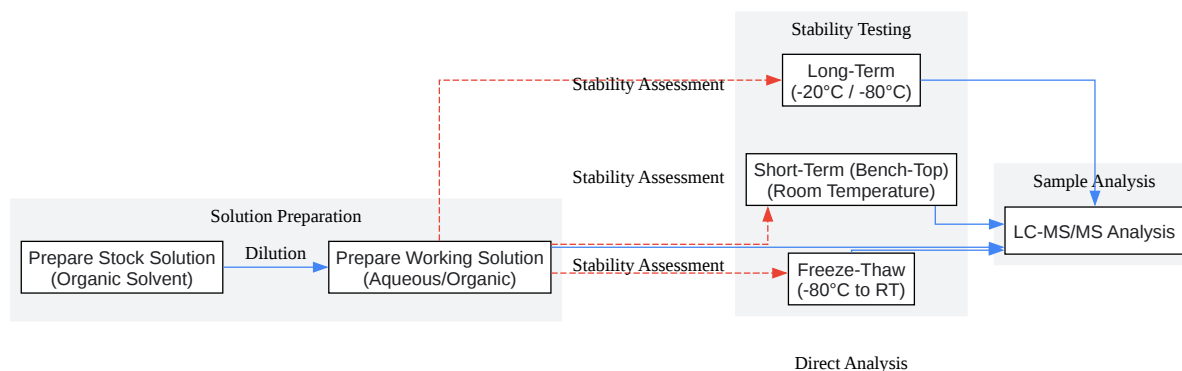 Stability Testing
Long-Term
(-20°C / -80°C)
Stability Assessment
Short-Term (Bench-Top)
(Room Temperature)
Stability Assessment
Sample Analysis
LC-MS/MS Analysis
Solution Preparation
Prepare Stock Solution
(Organic Solvent)
Dilution
Prepare Working Solution
(Aqueous/Organic)
Stability Assessment
Freeze-Thaw
(-80°C to RT)
Direct Analysis